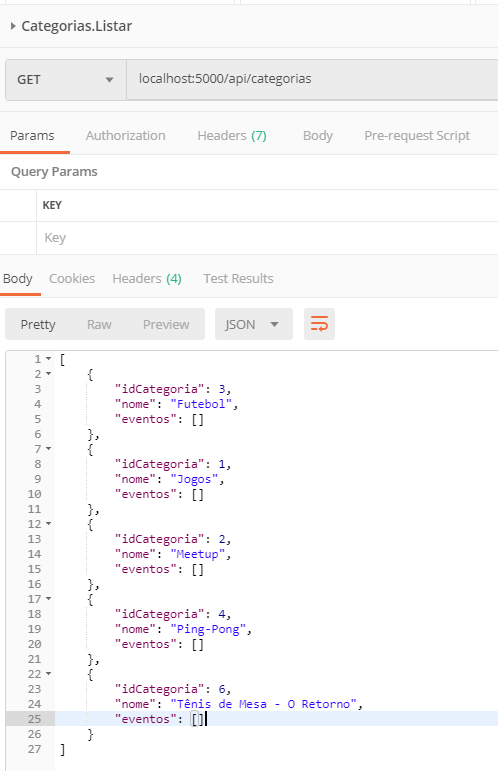 Categorias.Listar
GET localhost:5000/api/categorias
Params Authorization Headers (7) Body Pre-request Script
Query Params
KEY
Key
Body Cookies Headers (4) Test Results
Pretty Raw Preview JSON
1 [
2 {
3 "idCategoria": 3,
4 "nome": "Futebol",
5 "eventos": []
6 },
7 {
8 "idCategoria": 1,
9 "nome": "Jogos",
10 "eventos": []
11 },
12 {
13 "idCategoria": 2,
14 "nome": "Meetup",
15 "eventos": []
16 },
17 {
18 "idCategoria": 4,
19 "nome": "Ping-Pong",
20 "eventos": []
21 },
22 {
23 "idCategoria": 6,
24 "nome": "Tênis de Mesa - O Retorno",
25 "eventos": []
26 }
27 ]